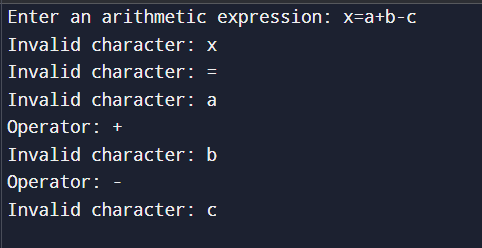 Enter an arithmetic expression: x=a+b-c
Invalid character: x
Invalid character: =
Invalid character: a
Operator: +
Invalid character: b
Operator: -
Invalid character: c